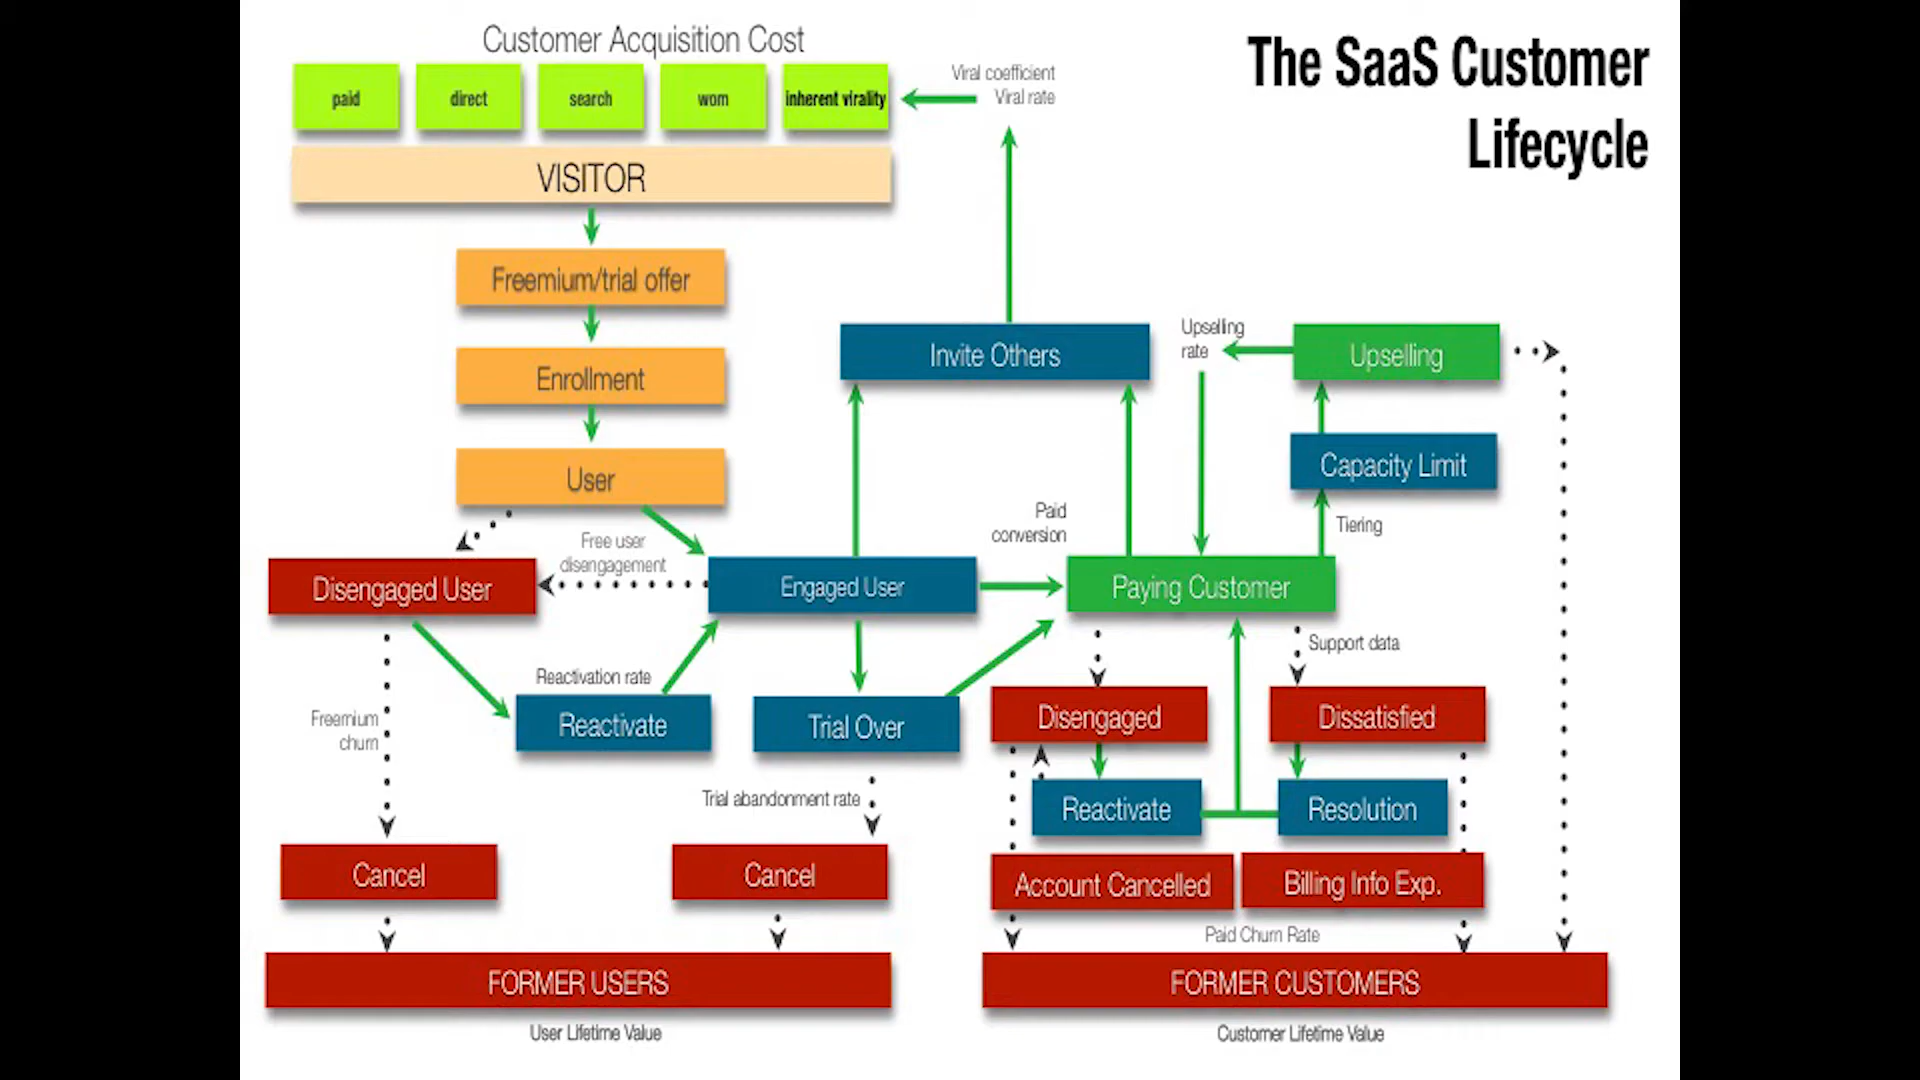 Customer Acquisition Cost
The SaaS Customer
Lifecycle
paid
direct
search
wom
inherent virality
Viral coefficient
Viral rate
VISITOR
Freemium/trial offer
Enrollment
User
Invite Others
Upselling
rate
Upselling
Capacity Limit
Tiering
Paid
conversion
Free user
disengagement
Disengaged User
Engaged User
Paying Customer
Support data
Reactivation rate
Reactivate
Trial Over
Disengaged
Dissatisfied
Freemium
churn
Trial abandonment rate
Reactivate
Resolution
Cancel
Cancel
Account Cancelled
Billing Info Exp.
Paid Churn Rate
FORMER USERS
FORMER CUSTOMERS
User Lifetime Value
Customer Lifetime Value